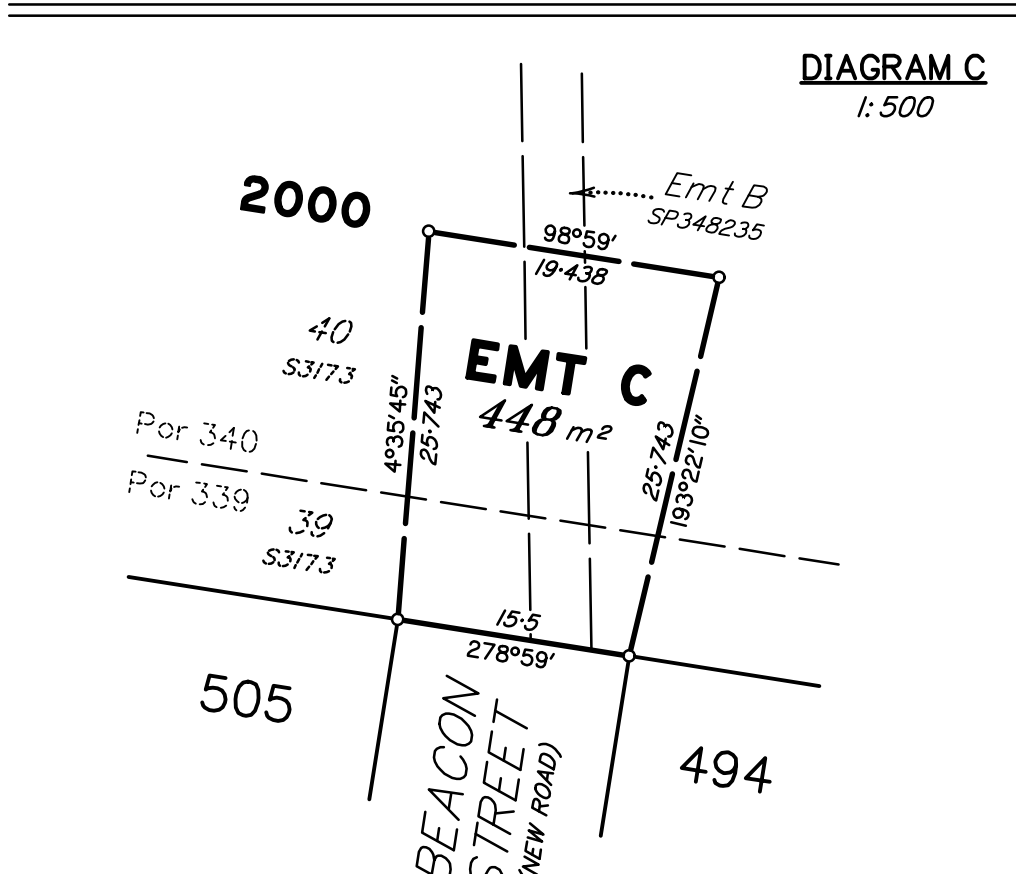 DIAGRAM C
1:500
2000
Emt B
SP348235
98°59'
19·438
40
S3173
EMT C
448 m²
4°35'45"
25·743
25·743
193°22'10"
Por 340
Por 339
39
S3173
15·5
278°59'
505
494
BEACON
STREET
(NEW ROAD)